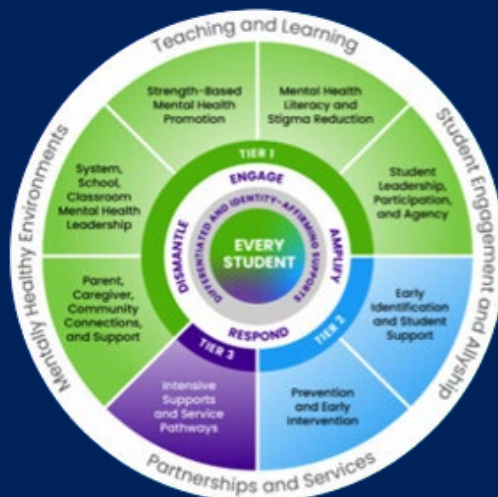 Teaching and Learning
Student Engagement and Allyship
Partnerships and Services
Mentally Healthy Environments
Strength-Based
Mental Health
Promotion
Mental Health
Literacy and
Stigma Reduction
Student
Leadership,
Participation,
and Agency
Early
Identification
and Student
Support
Prevention
and Early
Intervention
Intensive
Supports
and Service
Pathways
Parent,
Caregiver,
Community
Connections,
and Support
System,
School,
Classroom
Mental Health
Leadership
TIER 1
TIER 2
TIER 3
ENGAGE
AMPLIFY
RESPOND
DISMANTLE
DIFFERENTIATED AND IDENTITY-AFFIRMING SUPPORTS
EVERY
STUDENT